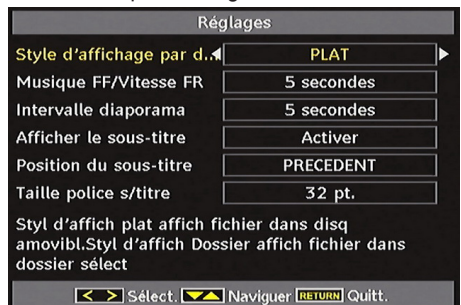 Réglages
Style d'affichage par d.. PLAT
Musique FF/Vitesse FR 5 secondes
Intervalle diaporama 5 secondes
Afficher le sous-titre Activer
Position du sous-titre PRECEDENT
Taille police s/titre 32 pt.
Styl d'affich plat affich fichier dans disq
amovibl.Styl d'affich Dossier affich fichier dans
dossier sélect
Sélect. Naviguer RETURN Quitt.